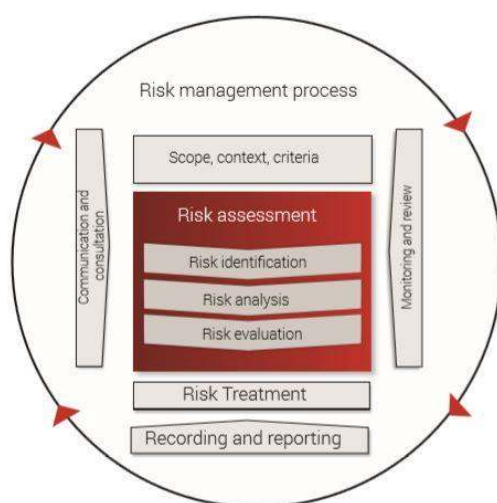 Risk management process
Scope, context, criteria
Communication and
consultation
Risk assessment
Risk identification
Risk analysis
Risk evaluation
Monitoring and review
Risk Treatment
Recording and reporting